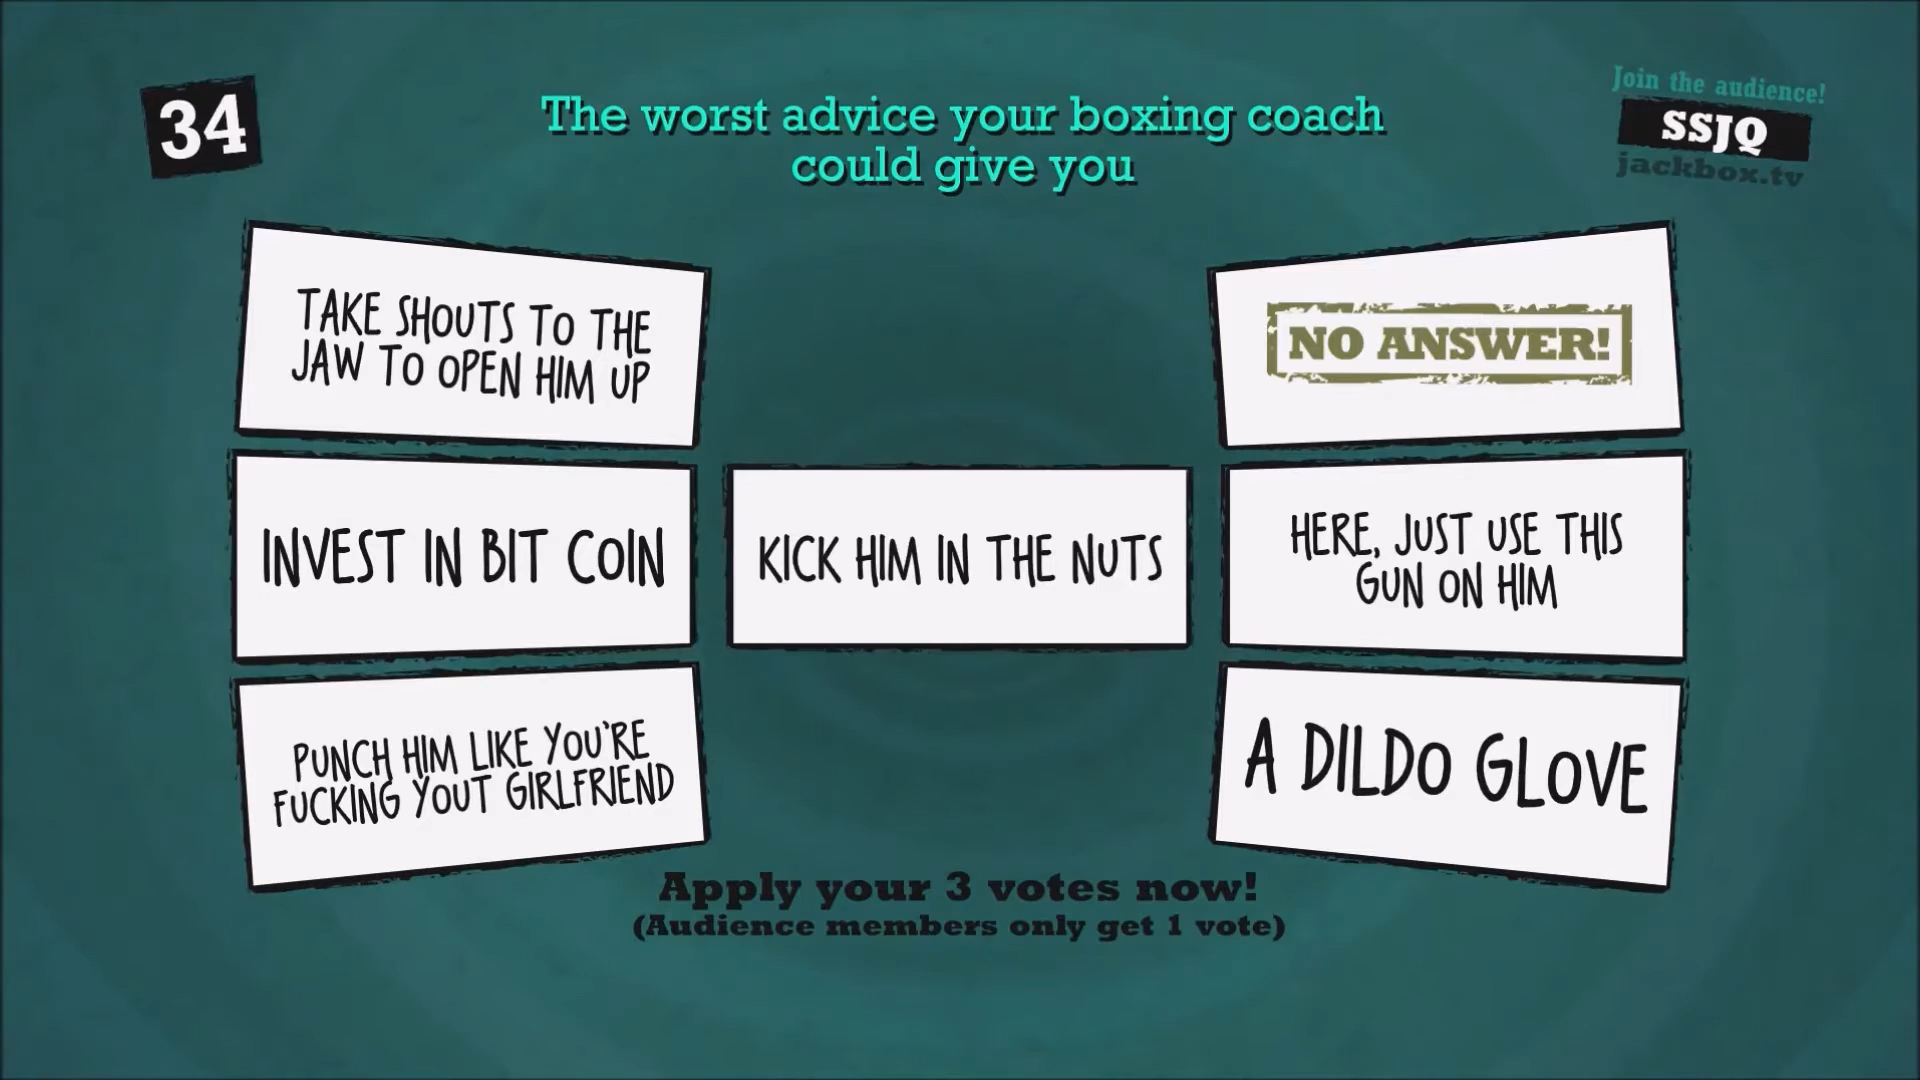 34
The worst advice your boxing coach
could give you
Join the audience!
SSJQ
jackbox.tv
TAKE SHOUTS TO THE
JAW TO OPEN HIM UP
NO ANSWER!
INVEST IN BIT COIN
KICK HIM IN THE NUTS
HERE, JUST USE THIS
GUN ON HIM
PUNCH HIM LIKE YOU'RE
FUCKING YOUT GIRLFRIEND
A DILDO GLOVE
Apply your 3 votes now!
(Audience members only get 1 vote)